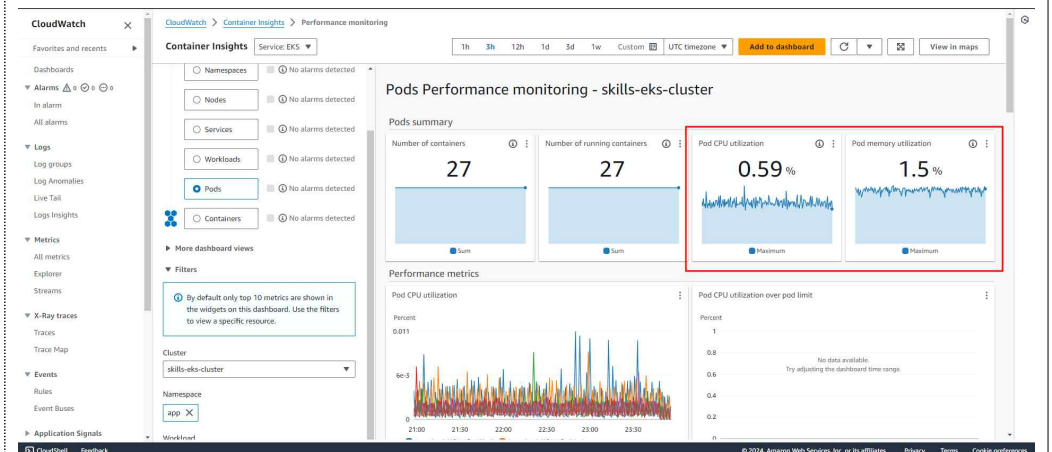 CloudWatch
Favorites and recents
Dashboards
Alarms 0 0 0
In alarm
All alarms
Logs
Log groups
Log Anomalies
Live Tail
Logs Insights
Metrics
All metrics
Explorer
Streams
X-Ray traces
Traces
Trace Map
Events
Rules
Event Buses
Application Signals
CloudWatch > Container Insights > Performance monitoring
Container Insights Service: EKS
1h 3h 12h 1d 3d 1w Custom UTC timezone Add to dashboard View in maps
Namespaces No alarms detected
Nodes No alarms detected
Services No alarms detected
Workloads No alarms detected
Pods No alarms detected
Containers No alarms detected
More dashboard views
Filters
By default only top 10 metrics are shown in
the widgets on this dashboard. Use the filters
to view a specific resource.
Cluster
skills-eks-cluster
Namespace
app
Workload
Pods Performance monitoring - skills-eks-cluster
Pods summary
Number of containers
27
Sum
Number of running containers
27
Sum
Pod CPU utilization
0.59 %
Maximum
Pod memory utilization
1.5 %
Maximum
Performance metrics
Pod CPU utilization
Percent
0.011
6e-3
0
21:00 21:30 22:00 22:30 23:00 23:30
Pod CPU utilization over pod limit
Percent
1
0.8
0.6
0.4
0.2
0
No data available.
Try adjusting the dashboard time range.
CloudShell Feedback © 2024, Amazon Web Services, Inc. or its affiliates. Privacy Terms Cookie preferences